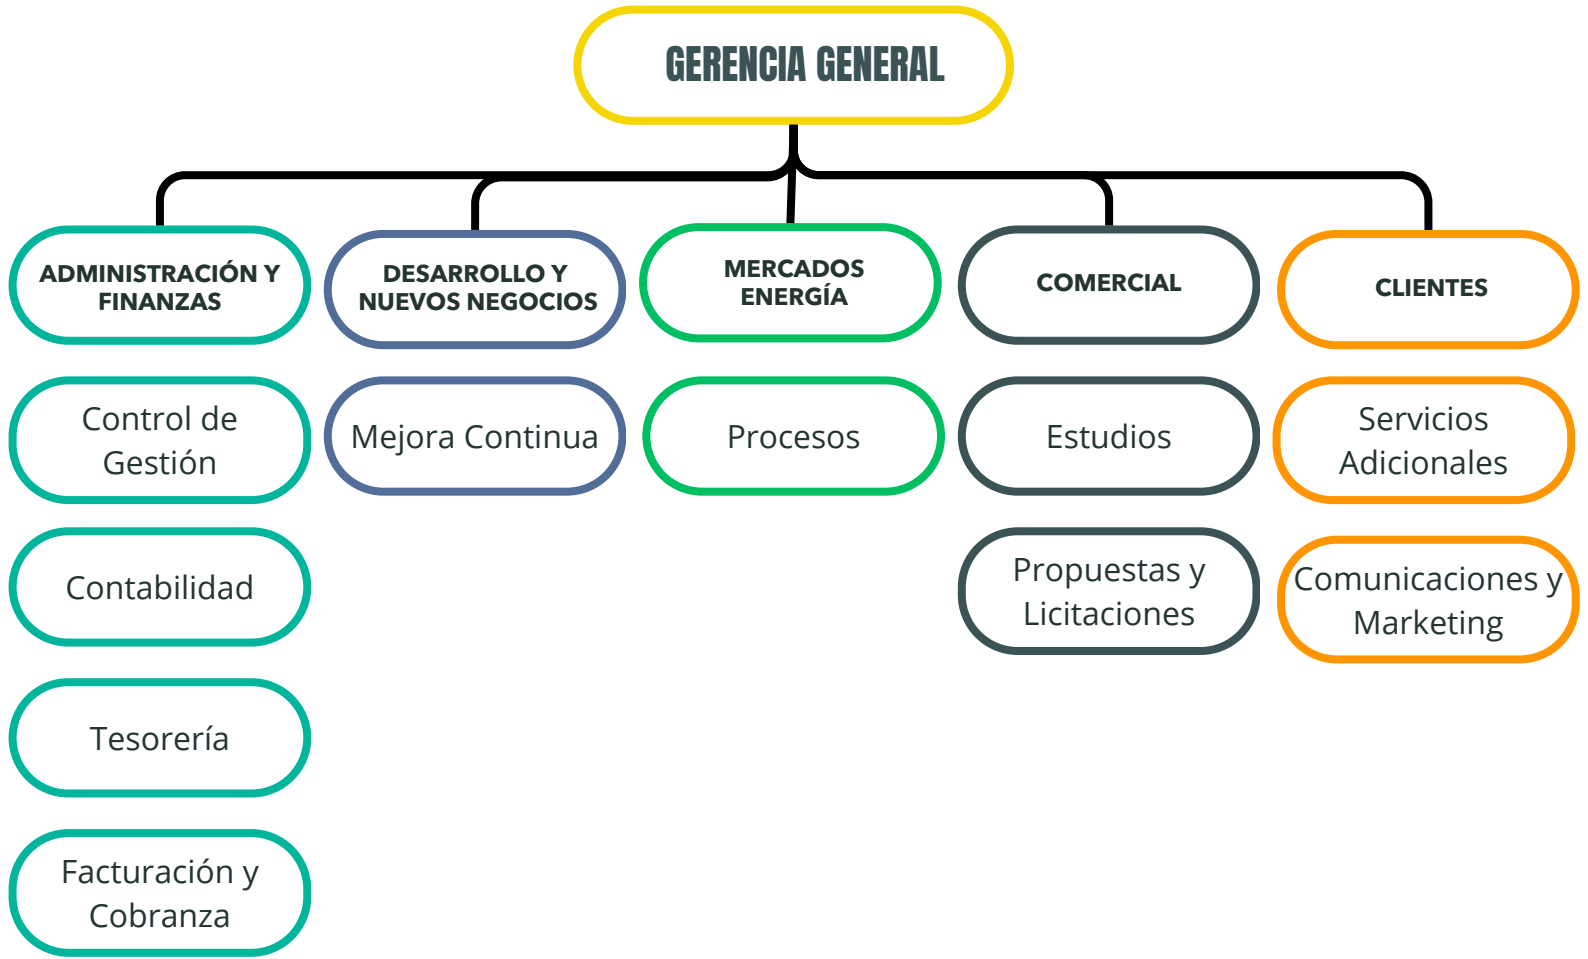 GERENCIA GENERAL
ADMINISTRACIÓN Y
FINANZAS
DESARROLLO Y
NUEVOS NEGOCIOS
MERCADOS
ENERGÍA
COMERCIAL
CLIENTES
Control de
Gestión
Mejora Continua
Procesos
Estudios
Servicios
Adicionales
Contabilidad
Propuestas y
Licitaciones
Comunicaciones y
Marketing
Tesorería
Facturación y
Cobranza